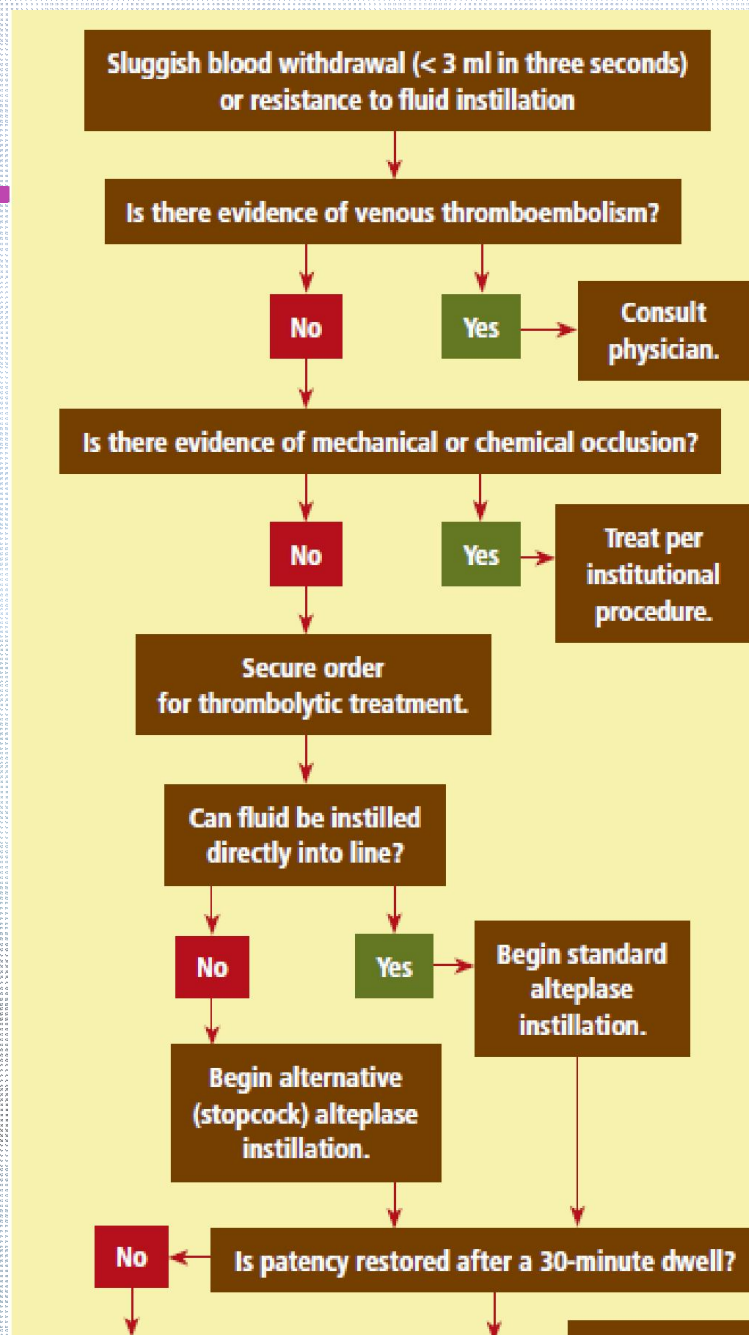 Sluggish blood withdrawal (< 3 ml in three seconds)
or resistance to fluid instillation
Is there evidence of venous thromboembolism?
No
Yes
Consult
physician.
Is there evidence of mechanical or chemical occlusion?
No
Yes
Treat per
institutional
procedure.
Secure order
for thrombolytic treatment.
Can fluid be instilled
directly into line?
No
Yes
Begin standard
alteplase
instillation.
Begin alternative
(stopcock) alteplase
instillation.
No
Is patency restored after a 30-minute dwell?